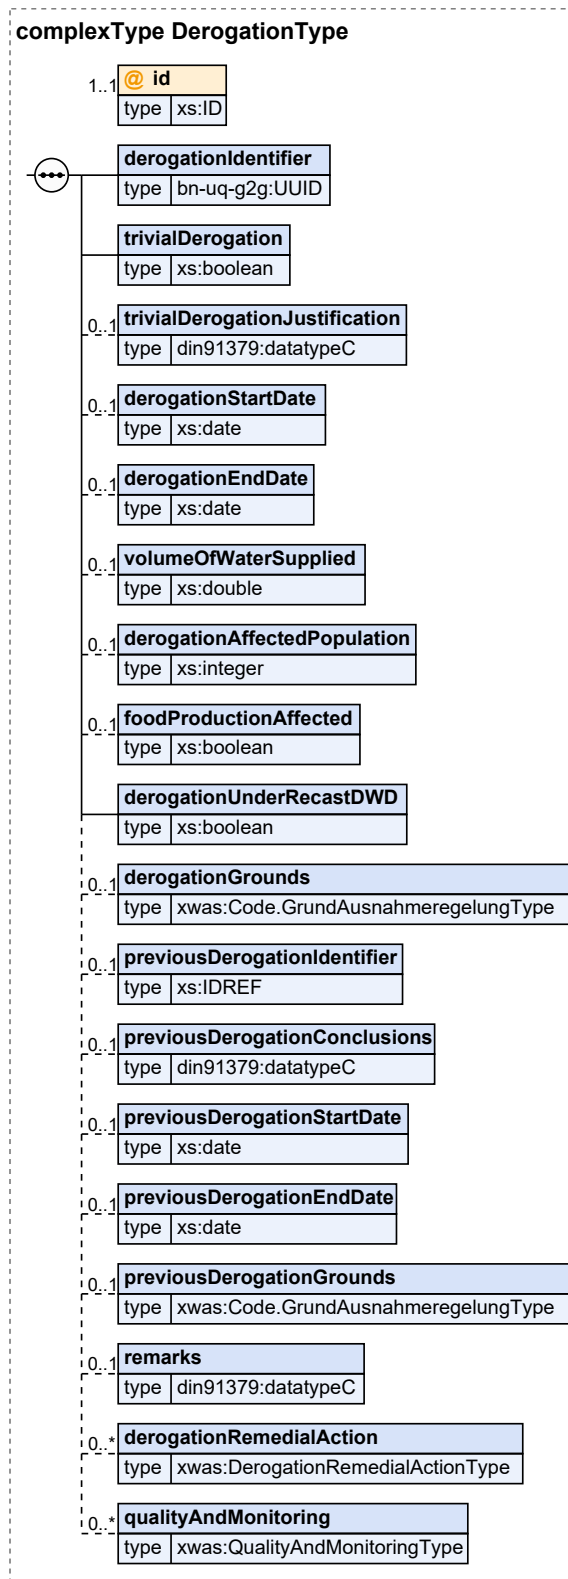 complexType DerogationType
1..1 @ id
type xs:ID
derogationIdentifier
type bn-uq-g2g:UUID
trivialDerogation
type xs:boolean
0..1 trivialDerogationJustification
type din91379:datatypeC
0..1 derogationStartDate
type xs:date
0..1 derogationEndDate
type xs:date
0..1 volumeOfWaterSupplied
type xs:double
0..1 derogationAffectedPopulation
type xs:integer
0..1 foodProductionAffected
type xs:boolean
derogationUnderRecastDWD
type xs:boolean
0..1 derogationGrounds
type xwas:Code.GrundAusnahmeregelungType
0..1 previousDerogationIdentifier
type xs:IDREF
0..1 previousDerogationConclusions
type din91379:datatypeC
0..1 previousDerogationStartDate
type xs:date
0..1 previousDerogationEndDate
type xs:date
0..1 previousDerogationGrounds
type xwas:Code.GrundAusnahmeregelungType
0..1 remarks
type din91379:datatypeC
0..* derogationRemedialAction
type xwas:DerogationRemedialActionType
0..* qualityAndMonitoring
type xwas:QualityAndMonitoringType